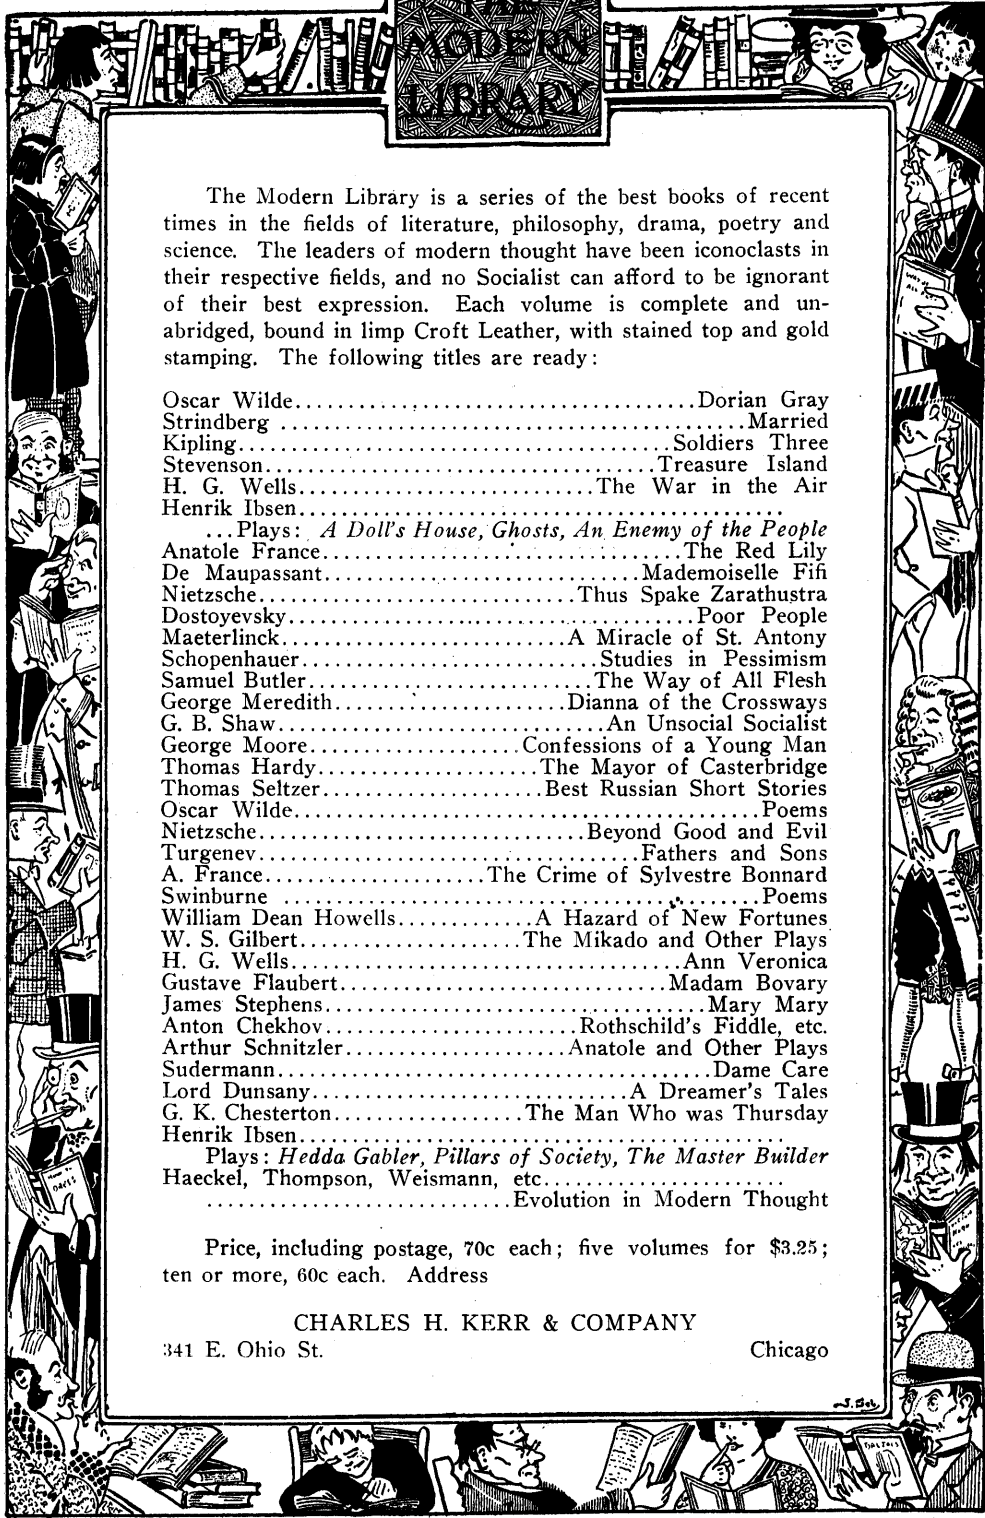 THE
MODERN
LIBRARY
The Modern Library is a series of the best books of recent
times in the fields of literature, philosophy, drama, poetry and
science. The leaders of modern thought have been iconoclasts in
their respective fields, and no Socialist can afford to be ignorant
of their best expression. Each volume is complete and un-
abridged, bound in limp Croft Leather, with stained top and gold
stamping. The following titles are ready:
Oscar Wilde......................................Dorian Gray
Strindberg ............................................Married
Kipling.........................................Soldiers Three
Stevenson.....................................Treasure Island
H. G. Wells............................The War in the Air
Henrik Ibsen..............................................
...Plays: A Doll's House, Ghosts, An Enemy of the People
Anatole France..................................The Red Lily
De Maupassant..............................Mademoiselle Fifi
Nietzsche..............................Thus Spake Zarathustra
Dostoyevsky.......................................Poor People
Maeterlinck...........................A Miracle of St. Antony
Schopenhauer............................Studies in Pessimism
Samuel Butler...........................The Way of All Flesh
George Meredith......................Dianna of the Crossways
G. B. Shaw...............................An Unsocial Socialist
George Moore....................Confessions of a Young Man
Thomas Hardy.....................The Mayor of Casterbridge
Thomas Seltzer.....................Best Russian Short Stories
Oscar Wilde............................................Poems
Nietzsche...............................Beyond Good and Evil
Turgenev....................................Fathers and Sons
A. France.....................The Crime of Sylvestre Bonnard
Swinburne .............................................Poems
William Dean Howells.............A Hazard of New Fortunes
W. S. Gilbert.....................The Mikado and Other Plays
H. G. Wells.....................................Ann Veronica
Gustave Flaubert...............................Madam Bovary
James Stephens....................................Mary Mary
Anton Chekhov........................Rothschild's Fiddle, etc.
Arthur Schnitzler.....................Anatole and Other Plays
Sudermann.........................................Dame Care
Lord Dunsany..............................A Dreamer's Tales
G. K. Chesterton..................The Man Who was Thursday
Henrik Ibsen..............................................
Plays: Hedda Gabler, Pillars of Society, The Master Builder
Haeckel, Thompson, Weismann, etc.......................
.............................Evolution in Modern Thought
Price, including postage, 70c each; five volumes for $3.25;
ten or more, 60c each. Address
CHARLES H. KERR & COMPANY
341 E. Ohio St. Chicago